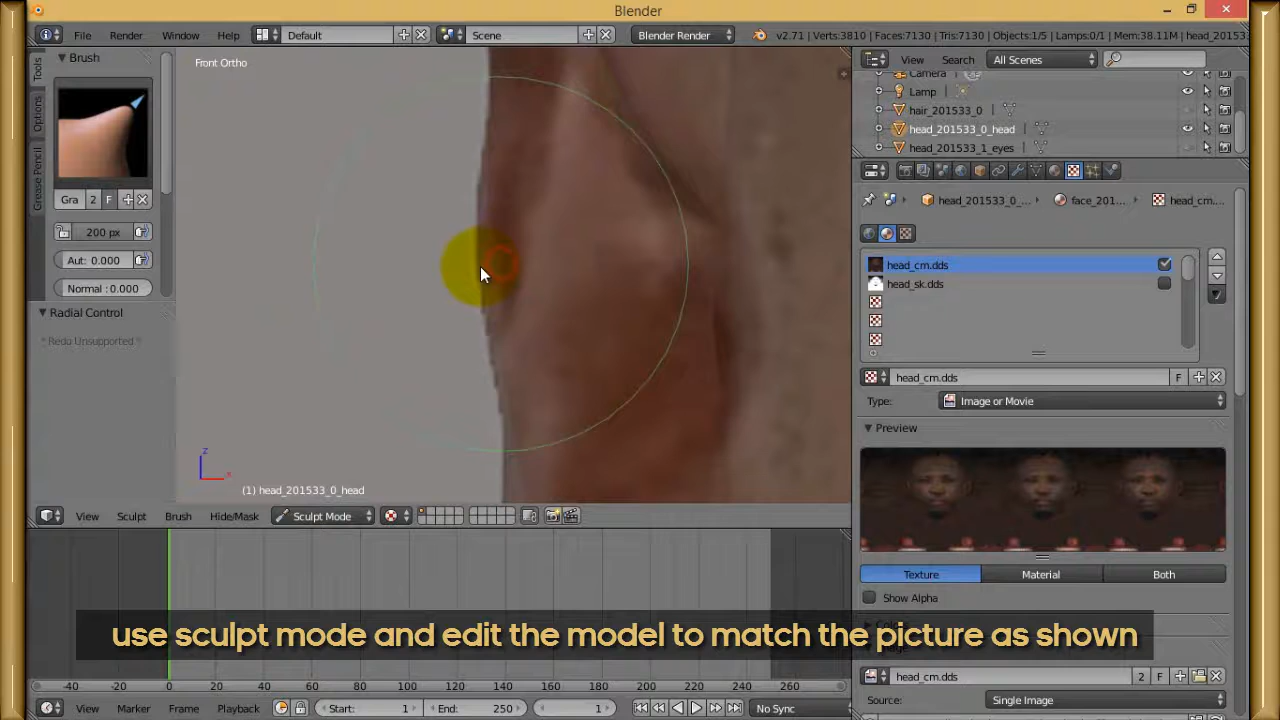 Blender
File Render Window Help Default Scene Blender Render v2.71 | Verts:3810 | Faces:7130 | Tris:7130 | Objects:1/5 | Lamps:0/1 | Mem:38.11M | head_20153
Brush
Tools
Options
Grease Pencil
Gra 2 F
200 px
Aut: 0.000
Normal : 0.000
Radial Control
* Redo Unsupported *
Front Ortho
(1) head_201533_0_head
View Sculpt Brush Hide/Mask Sculpt Mode
View Search All Scenes
Camera
Lamp
hair_201533_0
head_201533_0_head
head_201533_1_eyes
head_201533_0_... face_201... head_cm....
head_cm.dds
head_sk.dds
head_cm.dds F
Type: Image or Movie
Preview
Texture Material Both
Show Alpha
use sculpt mode and edit the model to match the picture as shown
head_cm.dds 2 F
Source: Single Image
-40 -20 0 20 40 60 80 100 120 140 160 180 200 220 240 260
View Marker Frame Playback Start: 1 End: 250 1 No Sync